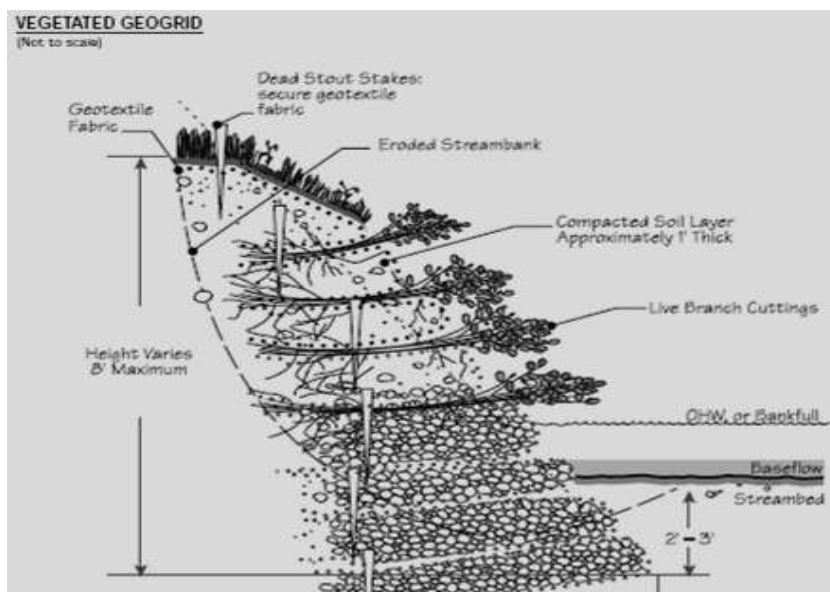 VEGETATED GEOGRID
(Not to scale)
Dead Stout Stakes:
secure geotextile
fabric
Geotextile
Fabric
Eroded Streambank
Compacted Soil Layer
Approximately 1' Thick
Live Branch Cuttings
Height Varies
8' Maximum
OHW, or Bankfull
Baseflow
Streambed
2' - 3'